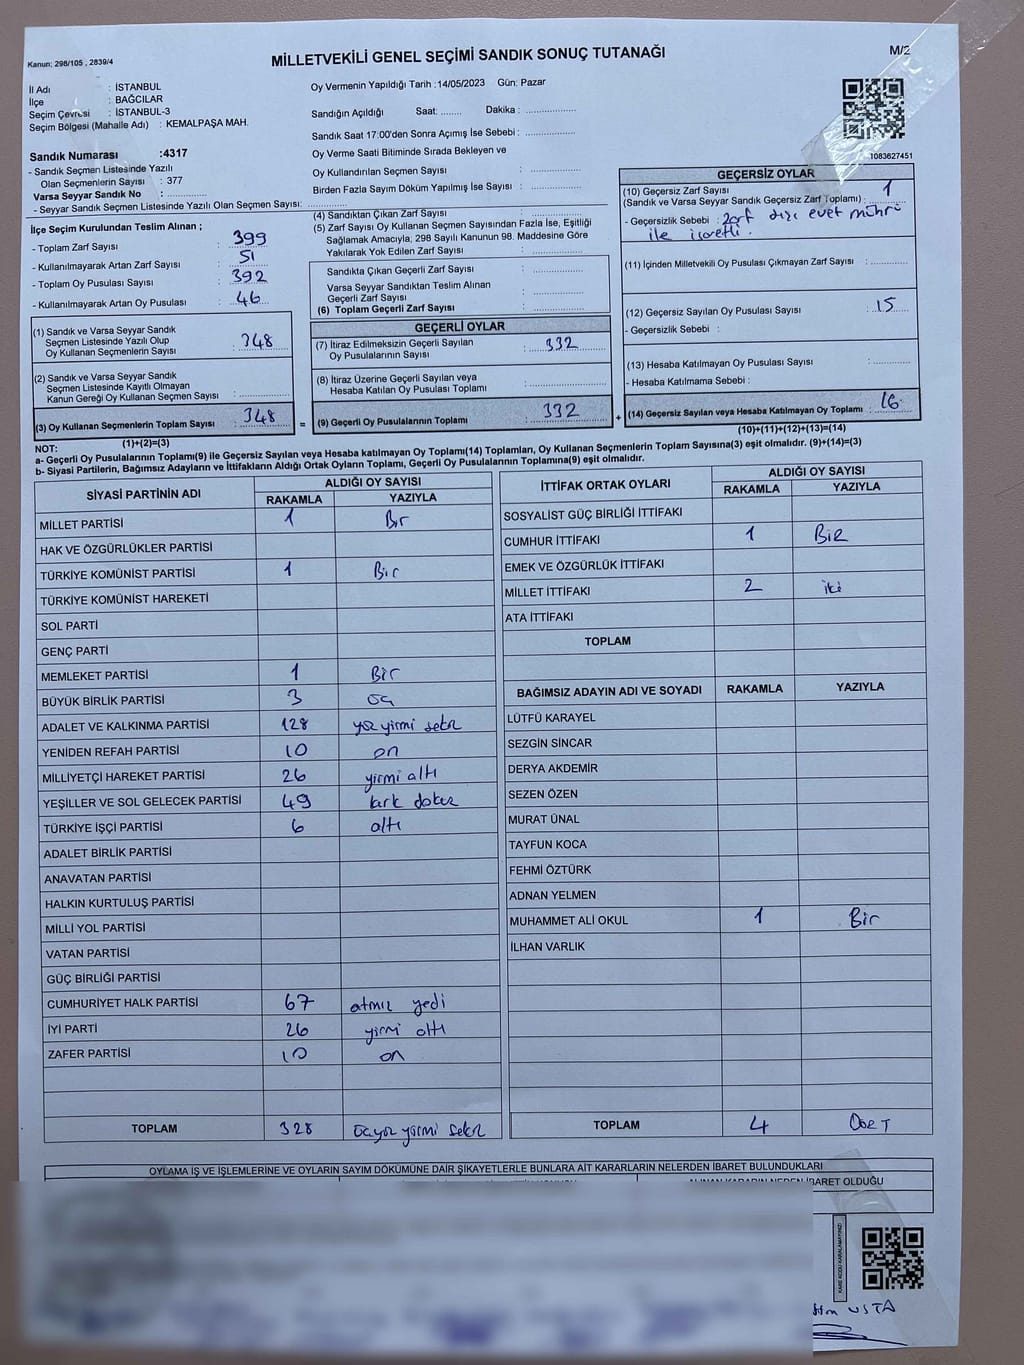 Kanun: 298/105 , 2839/4
MİLLETVEKİLİ GENEL SEÇİMİ SANDIK SONUÇ TUTANAĞI
M/2
İl Adı : İSTANBUL
İlçe : BAĞCILAR
Seçim Çevresi : İSTANBUL-3
Seçim Bölgesi (Mahalle Adı) : KEMALPAŞA MAH.
Sandık Numarası :4317
- Sandık Seçmen Listesinde Yazılı
Olan Seçmenlerin Sayısı : 377
Varsa Seyyar Sandık No :
- Seyyar Sandık Seçmen Listesinde Yazılı Olan Seçmen Sayısı:
Oy Vermenin Yapıldığı Tarih :14/05/2023 Gün: Pazar
Sandığın Açıldığı Saat: Dakika :
Sandık Saat 17:00'den Sonra Açımış İse Sebebi :
Oy Verme Saati Bitiminde Sırada Bekleyen ve
Oy Kullandırılan Seçmen Sayısı :
Birden Fazla Sayım Döküm Yapılmış İse Sayısı :
1083627451
İlçe Seçim Kurulundan Teslim Alınan ;
- Toplam Zarf Sayısı : 399
- Kullanılmayarak Artan Zarf Sayısı : 51
- Toplam Oy Pusulası Sayısı : 392
- Kullanılmayarak Artan Oy Pusulası : 46
(1) Sandık ve Varsa Seyyar Sandık
Seçmen Listesinde Yazılı Olup
Oy Kullanan Seçmenlerin Sayısı : 348
(2) Sandık ve Varsa Seyyar Sandık
Seçmen Listesinde Kayıtlı Olmayan
Kanun Gereği Oy Kullanan Seçmen Sayısı :
(3) Oy Kullanan Seçmenlerin Toplam Sayısı : 348
(1)+(2)=(3)
(4) Sandıktan Çıkan Zarf Sayısı :
(5) Zarf Sayısı Oy Kullanan Seçmen Sayısından Fazla İse, Eşitliği
Sağlamak Amacıyla, 298 Sayılı Kanunun 98. Maddesine Göre
Yakılarak Yok Edilen Zarf Sayısı :
Sandıkta Çıkan Geçerli Zarf Sayısı :
Varsa Seyyar Sandıktan Teslim Alınan
Geçerli Zarf Sayısı :
(6) Toplam Geçerli Zarf Sayısı :
GEÇERLİ OYLAR
(7) İtiraz Edilmeksizin Geçerli Sayılan
Oy Pusulalarının Sayısı : 332
(8) İtiraz Üzerine Geçerli Sayılan veya
Hesaba Katılan Oy Pusulası Toplamı :
= (9) Geçerli Oy Pusulalarının Toplamı : 332
GEÇERSİZ OYLAR
(10) Geçersiz Zarf Sayısı
(Sandık ve Varsa Seyyar Sandık Geçersiz Zarf Toplamı) : 1
- Geçersizlik Sebebi : Zarf dışı evet mührü
ile işaretli.
(11) İçinden Milletvekili Oy Pusulası Çıkmayan Zarf Sayısı :
(12) Geçersiz Sayılan Oy Pusulası Sayısı : 15
- Geçersizlik Sebebi :
(13) Hesaba Katılmayan Oy Pusulası Sayısı :
- Hesaba Katılmama Sebebi :
+ (14) Geçersiz Sayılan veya Hesaba Katılmayan Oy Toplamı : 16
(10)+(11)+(12)+(13)=(14)
NOT:
a- Geçerli Oy Pusulalarının Toplamı(9) ile Geçersiz Sayılan veya Hesaba Katılmayan Oy Toplamı(14) Toplamları, Oy Kullanan Seçmenlerin Toplam Sayısına(3) eşit olmalıdır. (9)+(14)=(3)
b- Siyasi Partilerin, Bağımsız Adayların ve İttifakların Aldığı Ortak Oyların Toplamı, Geçerli Oy Pusulalarının Toplamına(9) eşit olmalıdır.
SİYASİ PARTİNİN ADI
ALDIĞI OY SAYISI
RAKAMLA YAZIYLA
MİLLET PARTİSİ 1 Bir
HAK VE ÖZGÜRLÜKLER PARTİSİ
TÜRKİYE KOMÜNİST PARTİSİ 1 Bir
TÜRKİYE KOMÜNİST HAREKETİ
SOL PARTİ
GENÇ PARTİ
MEMLEKET PARTİSİ 1 Bir
BÜYÜK BİRLİK PARTİSİ 3 üç
ADALET VE KALKINMA PARTİSİ 128 yüz yirmi sekiz
YENİDEN REFAH PARTİSİ 10 on
MİLLİYETÇİ HAREKET PARTİSİ 26 yirmi altı
YEŞİLLER VE SOL GELECEK PARTİSİ 49 kırk dokuz
TÜRKİYE İŞÇİ PARTİSİ 6 altı
ADALET BİRLİK PARTİSİ
ANAVATAN PARTİSİ
HALKIN KURTULUŞ PARTİSİ
MİLLİ YOL PARTİSİ
VATAN PARTİSİ
GÜÇ BİRLİĞİ PARTİSİ
CUMHURİYET HALK PARTİSİ 67 atmış yedi
İYİ PARTİ 26 yirmi altı
ZAFER PARTİSİ 10 on
TOPLAM 328 üçyüz yirmi sekiz
İTTİFAK ORTAK OYLARI
ALDIĞI OY SAYISI
RAKAMLA YAZIYLA
SOSYALİST GÜÇ BİRLİĞİ İTTİFAKI
CUMHUR İTTİFAKI 1 BİR
EMEK VE ÖZGÜRLÜK İTTİFAKI
MİLLET İTTİFAKI 2 iki
ATA İTTİFAKI
TOPLAM
BAĞIMSIZ ADAYIN ADI VE SOYADI RAKAMLA YAZIYLA
LÜTFÜ KARAYEL
SEZGİN SİNCAR
DERYA AKDEMİR
SEZEN ÖZEN
MURAT ÜNAL
TAYFUN KOCA
FEHMİ ÖZTÜRK
ADNAN YELMEN
MUHAMMET ALİ OKUL 1 Bir
İLHAN VARLIK
TOPLAM 4 DÖRT
OYLAMA İŞ VE İŞLEMLERİNE VE OYLARIN SAYIM DÖKÜMÜNE DAİR ŞİKAYETLERLE BUNLARA AİT KARARLARIN NELERDEN İBARET BULUNDUKLARI
ALINAN KARARIN NEDEN İBARET OLDUĞU
KARE KODU KARALAMAYINIZ!
USTA